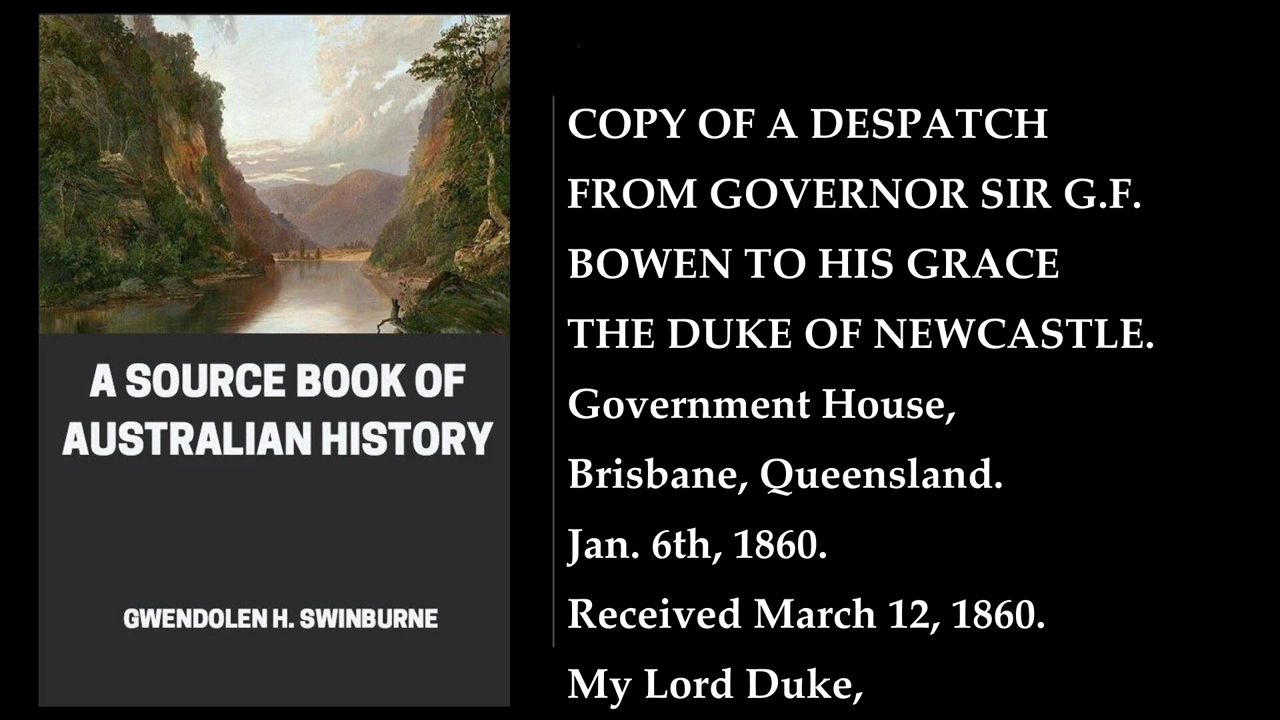 A SOURCE BOOK OF
AUSTRALIAN HISTORY
GWENDOLEN H. SWINBURNE
COPY OF A DESPATCH
FROM GOVERNOR SIR G.F.
BOWEN TO HIS GRACE
THE DUKE OF NEWCASTLE.
Government House,
Brisbane, Queensland.
Jan. 6th, 1860.
Received March 12, 1860.
My Lord Duke,